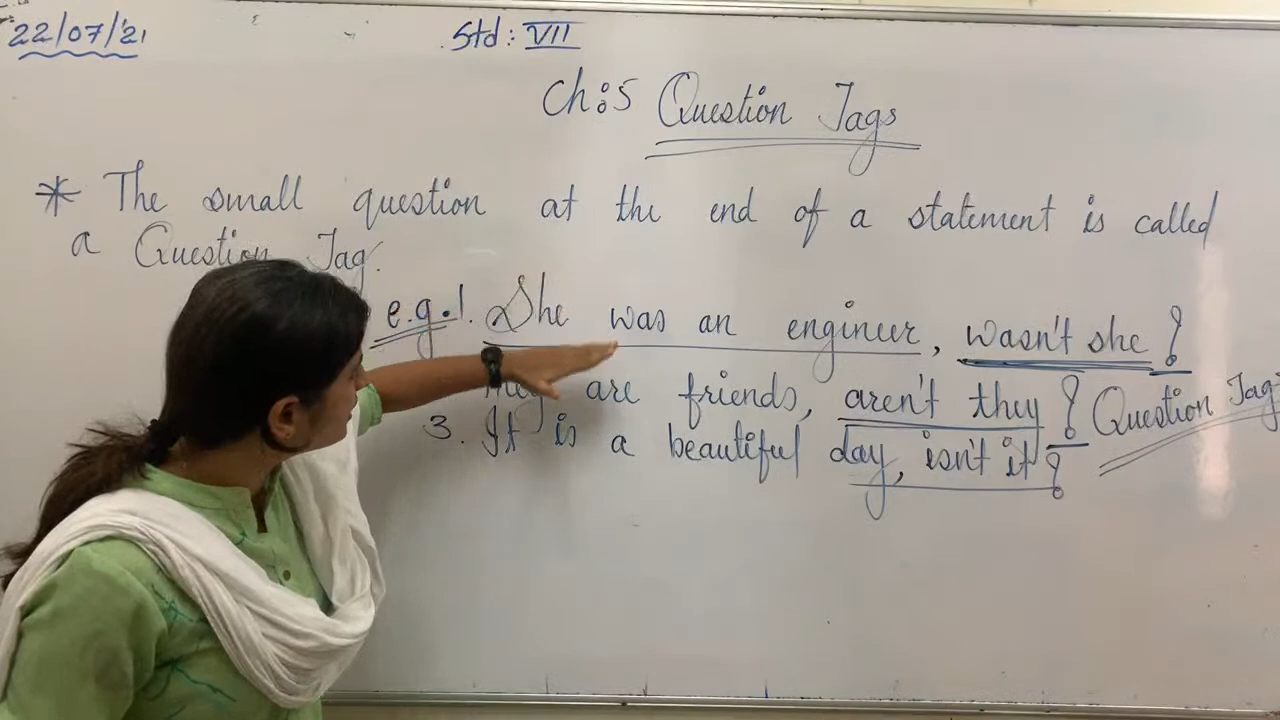 22/07/21
Std: VII
Ch:5 Question Tags
* The small question at the end of a statement is called
a Question Tag.
e.g. 1. She was an engineer, wasn't she?
They are friends, aren't they? Question Tag
3. It is a beautiful day, isn't it?